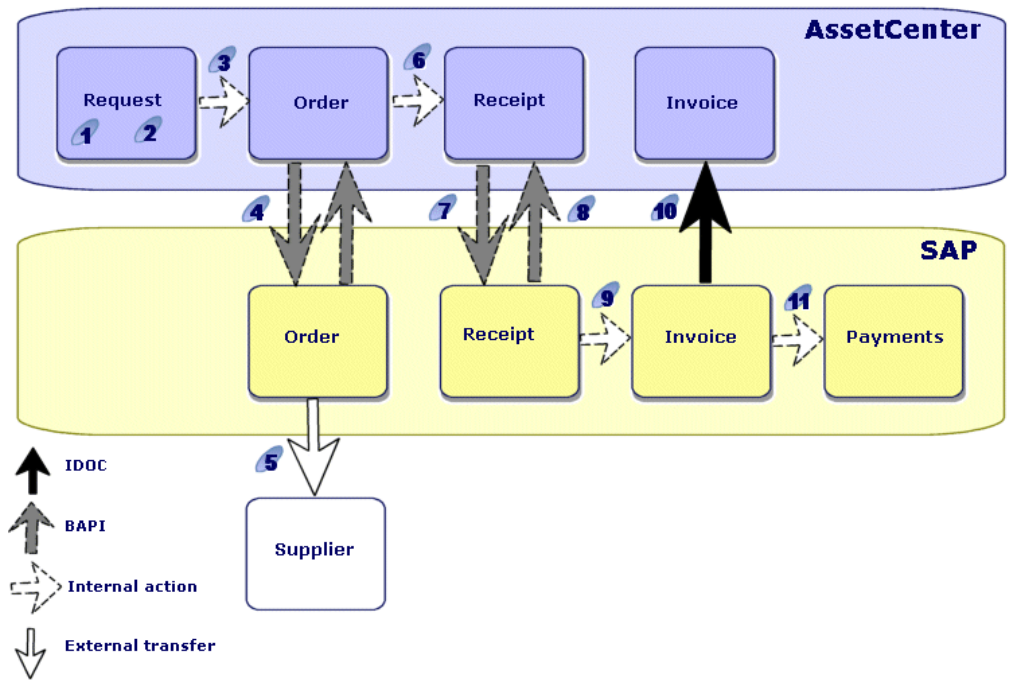 AssetCenter
3
6
Request
Order
Receipt
Invoice
1
2
4
7
8
10
SAP
9
11
Order
Receipt
Invoice
Payments
5
IDOC
BAPI
Supplier
Internal action
External transfer